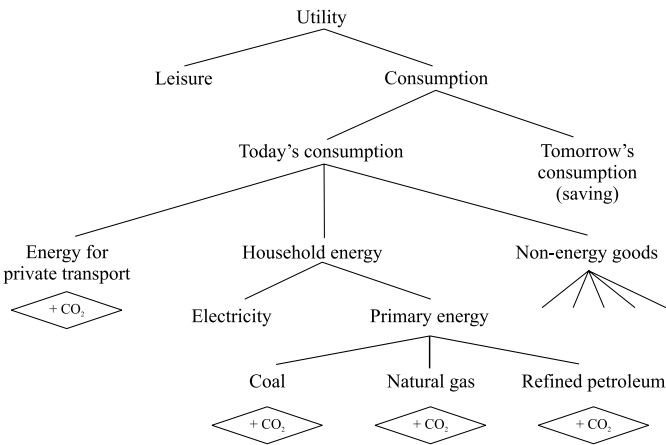 Utility
Leisure
Consumption
Today's consumption
Tomorrow's
consumption
(saving)
Energy for
private transport
Household energy
Non-energy goods
+ CO₂
Electricity
Primary energy
Coal
Natural gas
Refined petroleum
+ CO₂
+ CO₂
+ CO₂